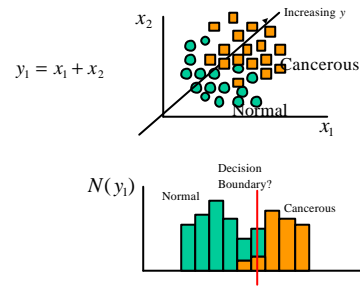 x₂
Increasing y
y₁ = x₁ + x₂
Cancerous
Normal
x₁
Decision
Boundary?
N(y₁)
Normal
Cancerous